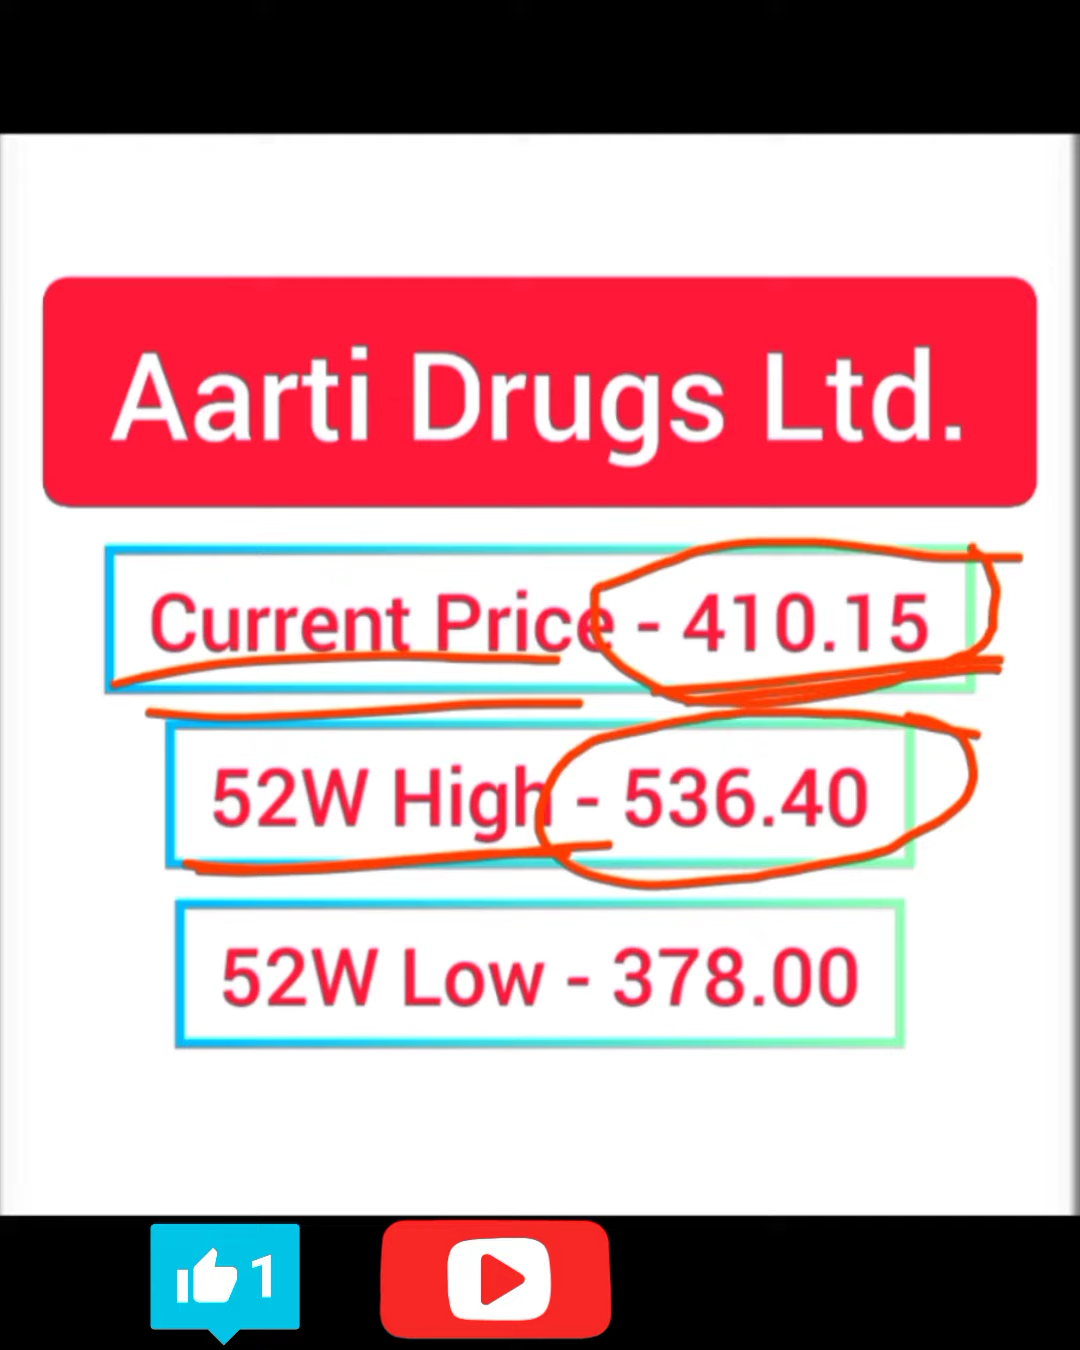 Aarti Drugs Ltd.
Current Price - 410.15
52W High - 536.40
52W Low - 378.00
1